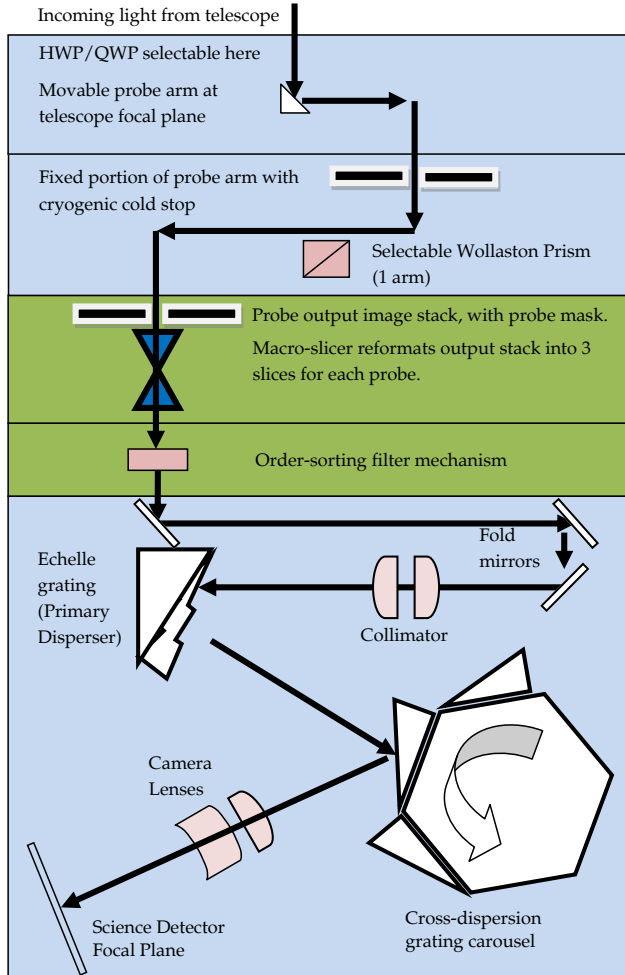 Incoming light from telescope
HWP/QWP selectable here
Movable probe arm at
telescope focal plane
Fixed portion of probe arm with
cryogenic cold stop
Selectable Wollaston Prism
(1 arm)
Probe output image stack, with probe mask.
Macro-slicer reformats output stack into 3
slices for each probe.
Order-sorting filter mechanism
Fold
mirrors
Echelle
grating
(Primary
Disperser)
Collimator
Camera
Lenses
Science Detector
Focal Plane
Cross-dispersion
grating carousel